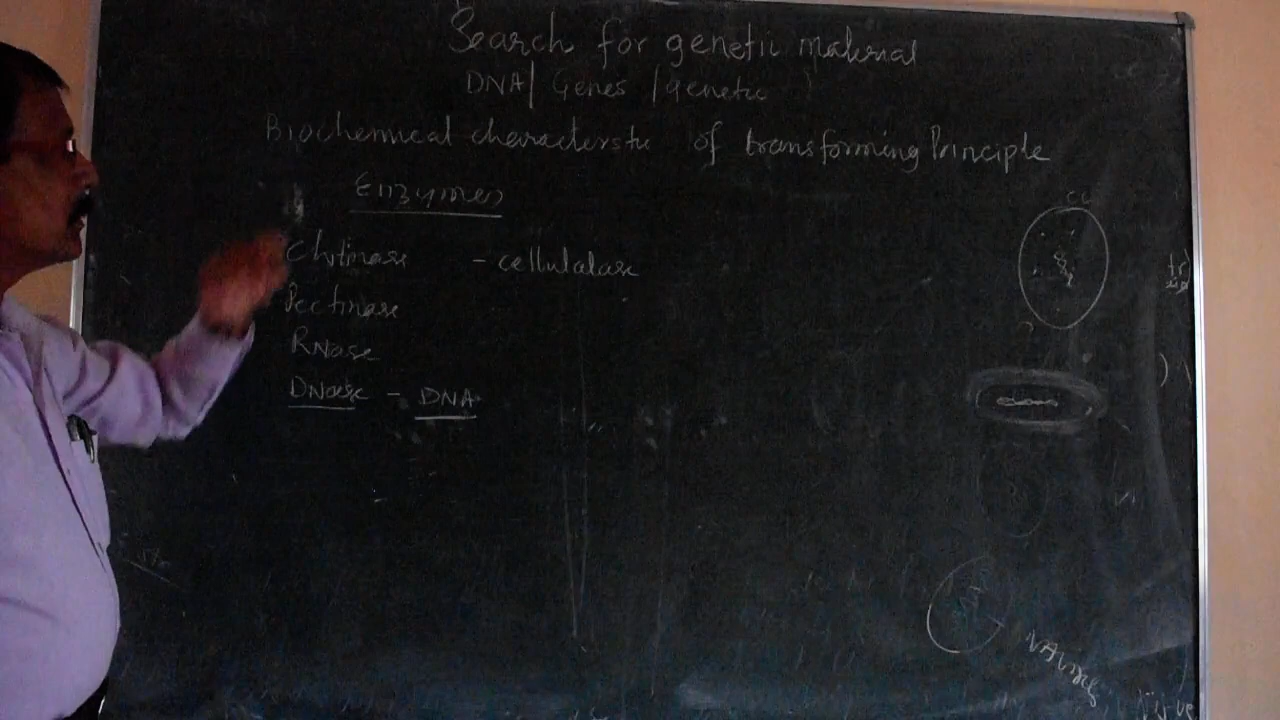 Search for genetic material
DNA/ Genes /genetic
Biochemical characterstic of transforming Principle
Enzymes
Chitinase - cellulalase
Pectinase
RNase
DNase - DNA